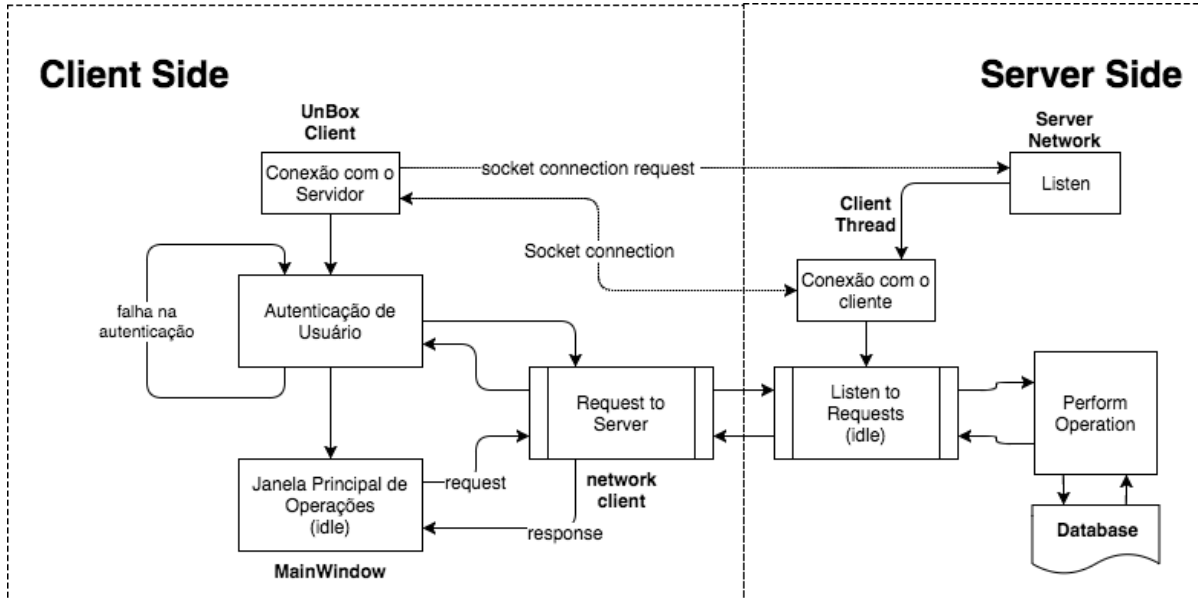 Client Side
Server Side
UnBox
Client
Conexão com o
Servidor
socket connection request
Server
Network
Listen
Client
Thread
Socket connection
Conexão com o
cliente
falha na
autenticação
Autenticação de
Usuário
Request to
Server
Listen to
Requests
(idle)
Perform
Operation
Janela Principal de
Operações
(idle)
request
network
client
response
MainWindow
Database